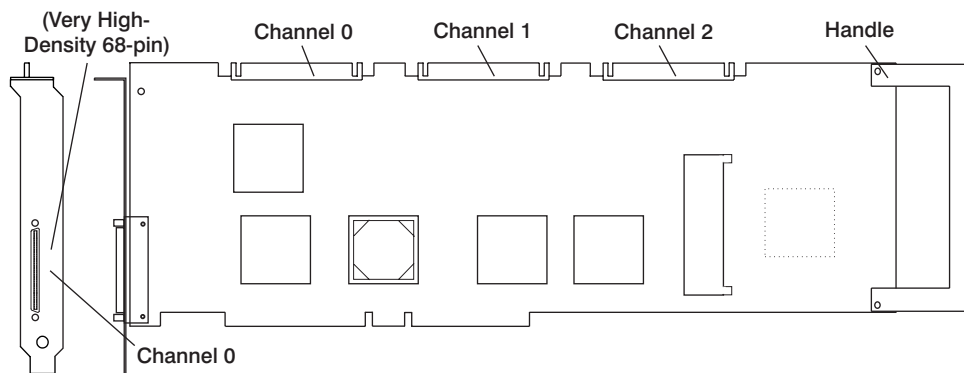 (Very High-
Density 68-pin)
Channel 0
Channel 1
Channel 2
Handle
Channel 0